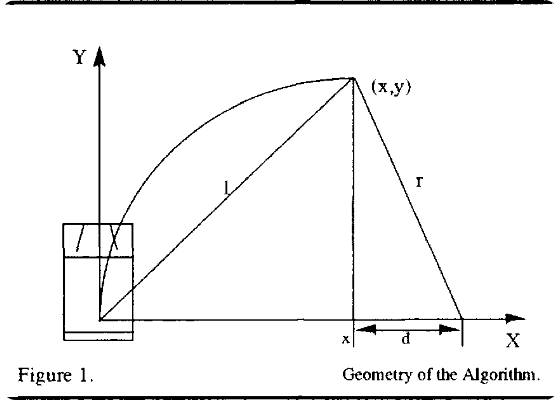 Y
(x,y)
l
r
x
d
X
Figure 1.
Geometry of the Algorithm.